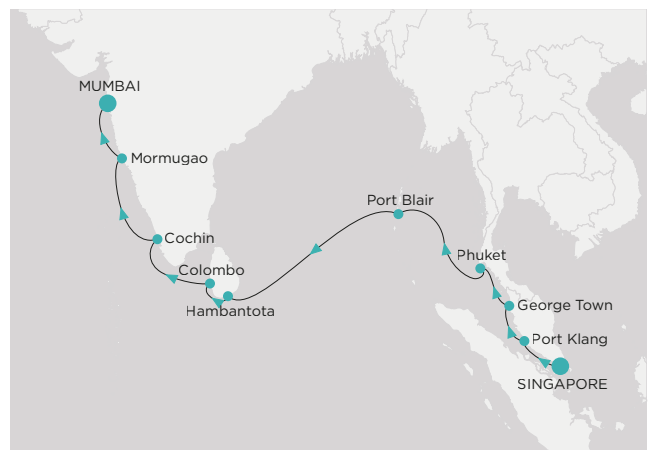 MUMBAI
Mormugao
Port Blair
Cochin
Phuket
Colombo
George Town
Hambantota
Port Klang
SINGAPORE